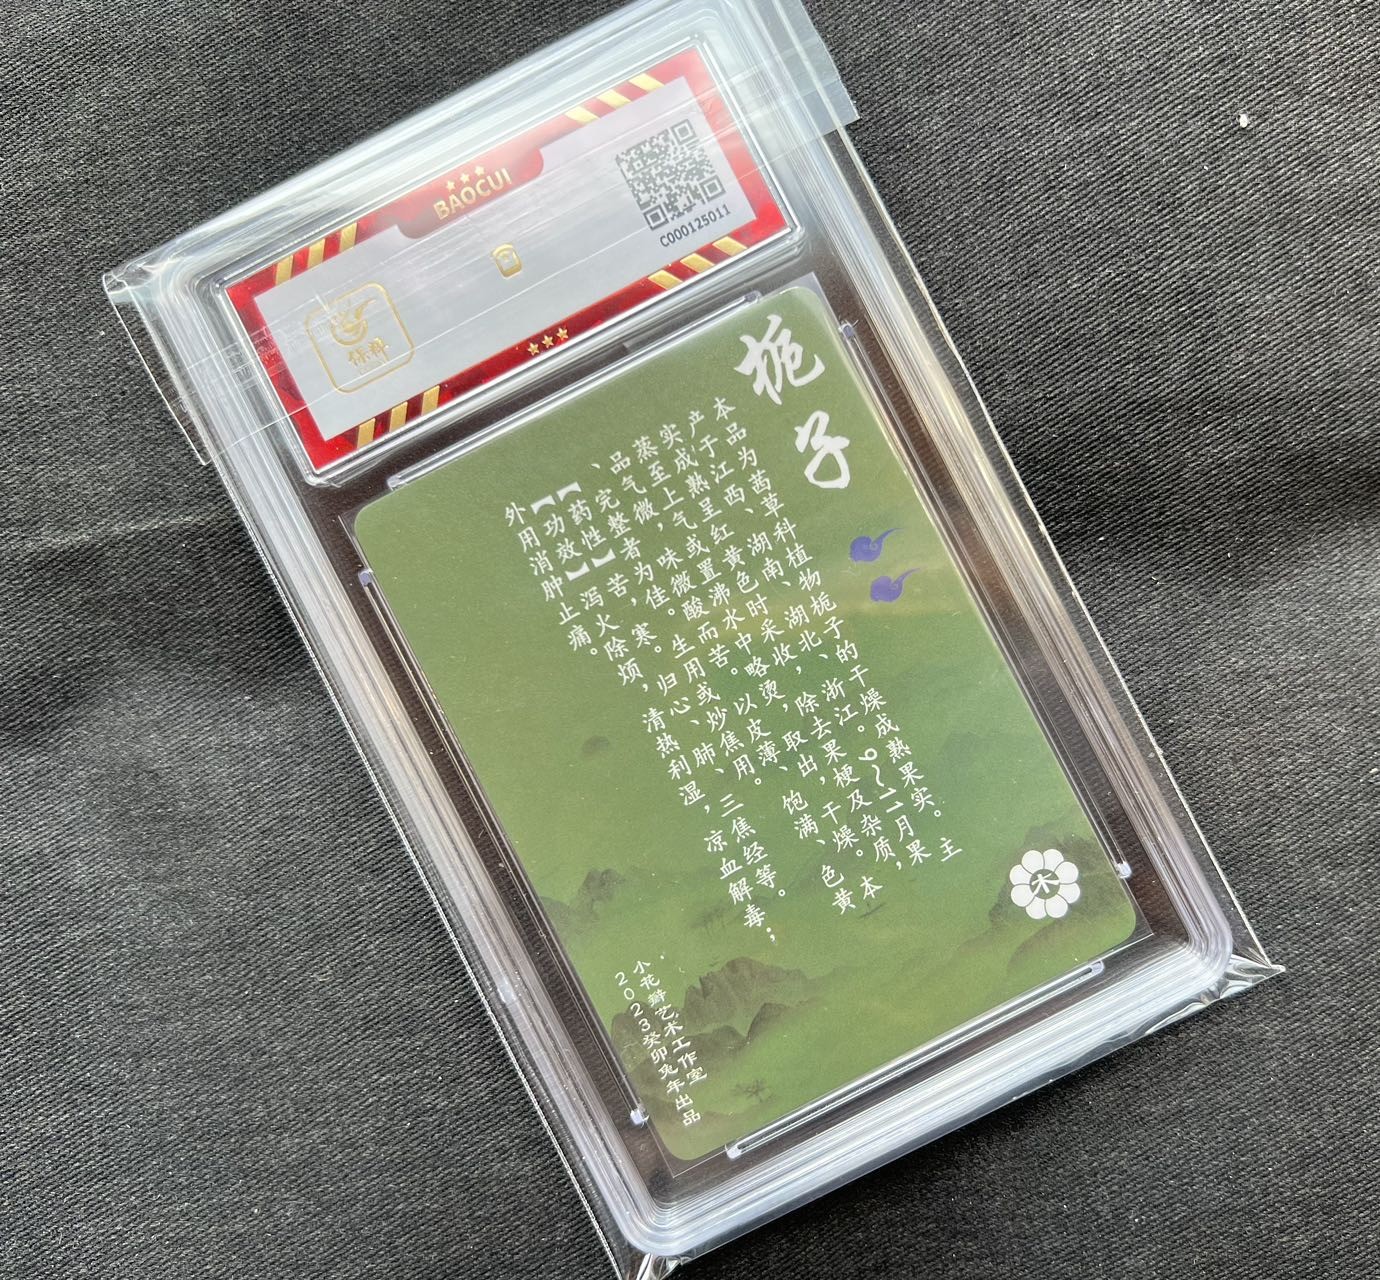 BAOCUI
C000125011
保粹
栀子
本品为茜草科植物栀子的干燥成熟果实。主
产于江西、湖南、湖北、浙江。9~11月果
实成熟呈红黄色时采收，除去果梗及杂质，
蒸至上气或置沸水中略烫，取出，干燥。本
品气微，味微酸而苦。以皮薄、饱满、色黄
、完整者为佳。生用或炒焦用。
【药性】苦，寒。归心、肺、三焦经等。
【功效】泻火除烦，清热利湿，凉血解毒；
外用消肿止痛。
木
小花瓣艺术工作室
2023癸卯兔年出品